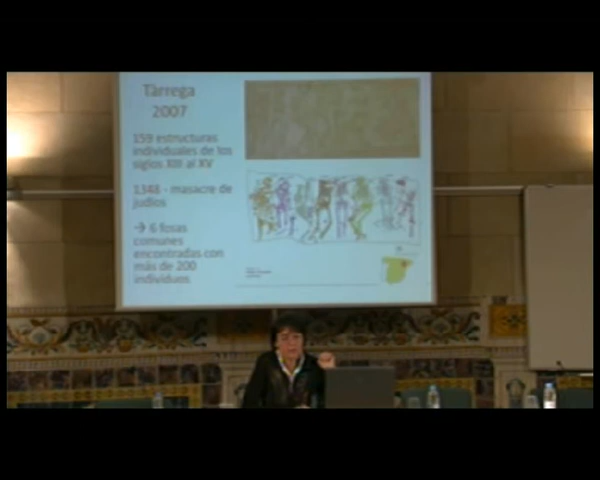 Tàrrega
2007
159 estructuras
individuales de los
siglos XIII al XV
1348 - masacre de
judíos
→ 6 fosas
comunes
encontradas con
más de 200
individuos